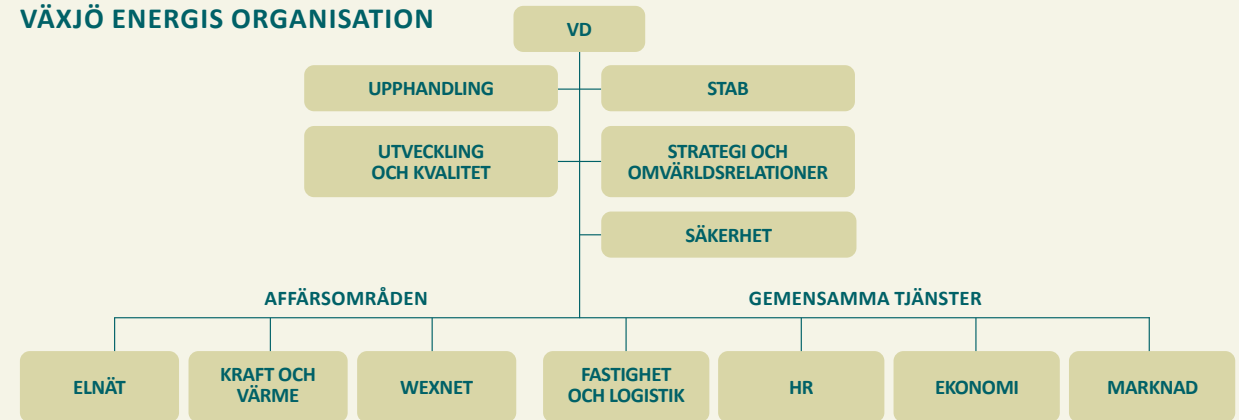 VÄXJÖ ENERGIS ORGANISATION
VD
UPPHANDLING
STAB
UTVECKLING
OCH KVALITET
STRATEGI OCH
OMVÄRLDSRELATIONER
SÄKERHET
AFFÄRSOMRÅDEN
GEMENSAMMA TJÄNSTER
ELNÄT
KRAFT OCH
VÄRME
WEXNET
FASTIGHET
OCH LOGISTIK
HR
EKONOMI
MARKNAD